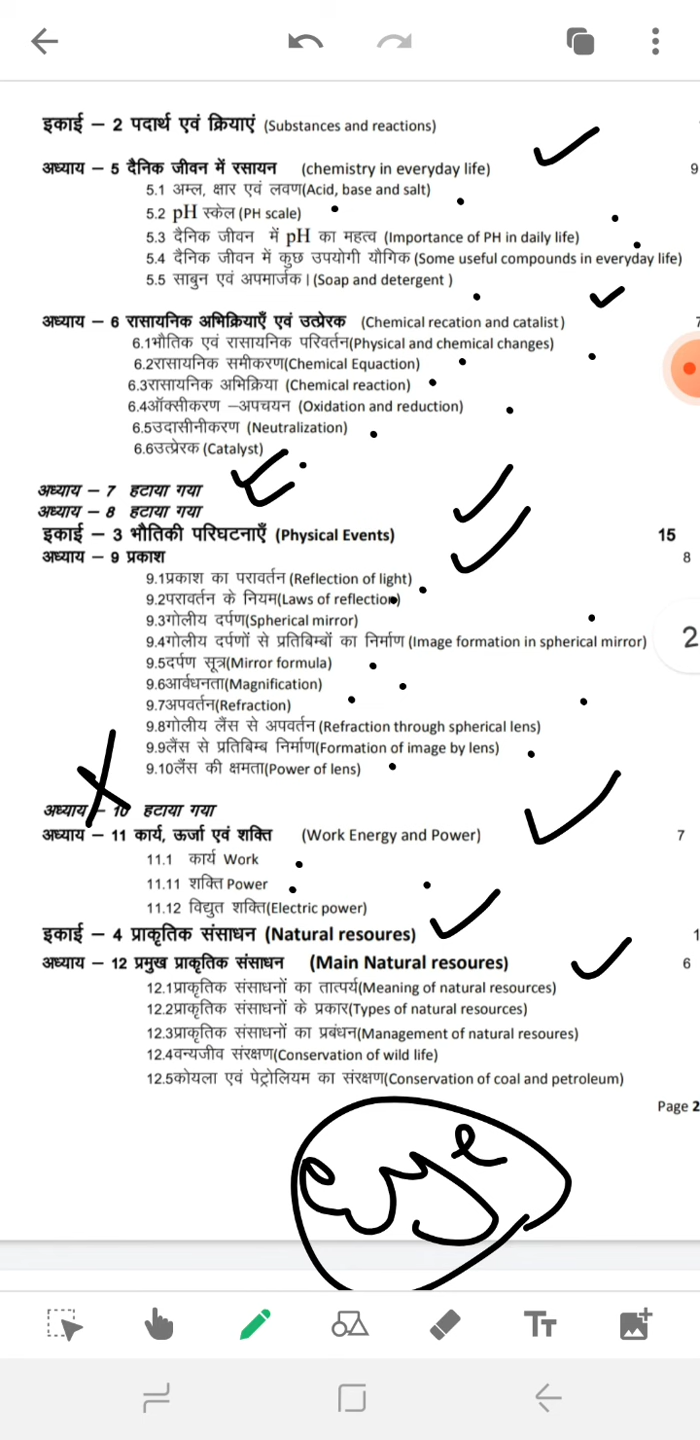 इकाई – 2 पदार्थ एवं क्रियाएं (Substances and reactions)
अध्याय – 5 दैनिक जीवन में रसायन (chemistry in everyday life) 9
5.1 अम्ल, क्षार एवं लवण(Acid, base and salt)
5.2 pH स्केल (PH scale)
5.3 दैनिक जीवन में pH का महत्व (Importance of PH in daily life)
5.4 दैनिक जीवन में कुछ उपयोगी यौगिक (Some useful compounds in everyday life)
5.5 साबुन एवं अपमार्जक। (Soap and detergent )
अध्याय – 6 रासायनिक अभिक्रियाएँ एवं उत्प्रेरक (Chemical recation and catalist) 7
6.1भौतिक एवं रासायनिक परिवर्तन(Physical and chemical changes)
6.2रासायनिक समीकरण(Chemical Equaction)
6.3रासायनिक अभिक्रिया (Chemical reaction)
6.4ऑक्सीकरण –अपचयन (Oxidation and reduction)
6.5उदासीनीकरण (Neutralization)
6.6उत्प्रेरक (Catalyst)
अध्याय – 7 हटाया गया
अध्याय – 8 हटाया गया
इकाई – 3 भौतिकी परिघटनाएँ (Physical Events) 15
अध्याय – 9 प्रकाश 8
9.1प्रकाश का परावर्तन (Reflection of light)
9.2परावर्तन के नियम(Laws of reflection)
9.3गोलीय दर्पण(Spherical mirror)
9.4गोलीय दर्पणों से प्रतिबिम्बों का निर्माण (Image formation in spherical mirror) 2
9.5दर्पण सूत्र(Mirror formula)
9.6आर्वधनता(Magnification)
9.7अपवर्तन(Refraction)
9.8गोलीय लैंस से अपवर्तन (Refraction through spherical lens)
9.9लैंस से प्रतिबिम्ब निर्माण(Formation of image by lens)
9.10लैंस की क्षमता(Power of lens)
अध्याय – 10 हटाया गया
अध्याय – 11 कार्य, ऊर्जा एवं शक्ति (Work Energy and Power) 7
11.1 कार्य Work
11.11 शक्ति Power
11.12 विद्युत शक्ति(Electric power)
इकाई – 4 प्राकृतिक संसाधन (Natural resoures) 1
अध्याय – 12 प्रमुख प्राकृतिक संसाधन (Main Natural resoures) 6
12.1प्राकृतिक संसाधनों का तात्पर्य(Meaning of natural resources)
12.2प्राकृतिक संसाधनों के प्रकार(Types of natural resources)
12.3प्राकृतिक संसाधनों का प्रबंधन(Management of natural resoures)
12.4वन्यजीव संरक्षण(Conservation of wild life)
12.5कोयला एवं पेट्रोलियम का संरक्षण(Conservation of coal and petroleum)
Page 2
TT